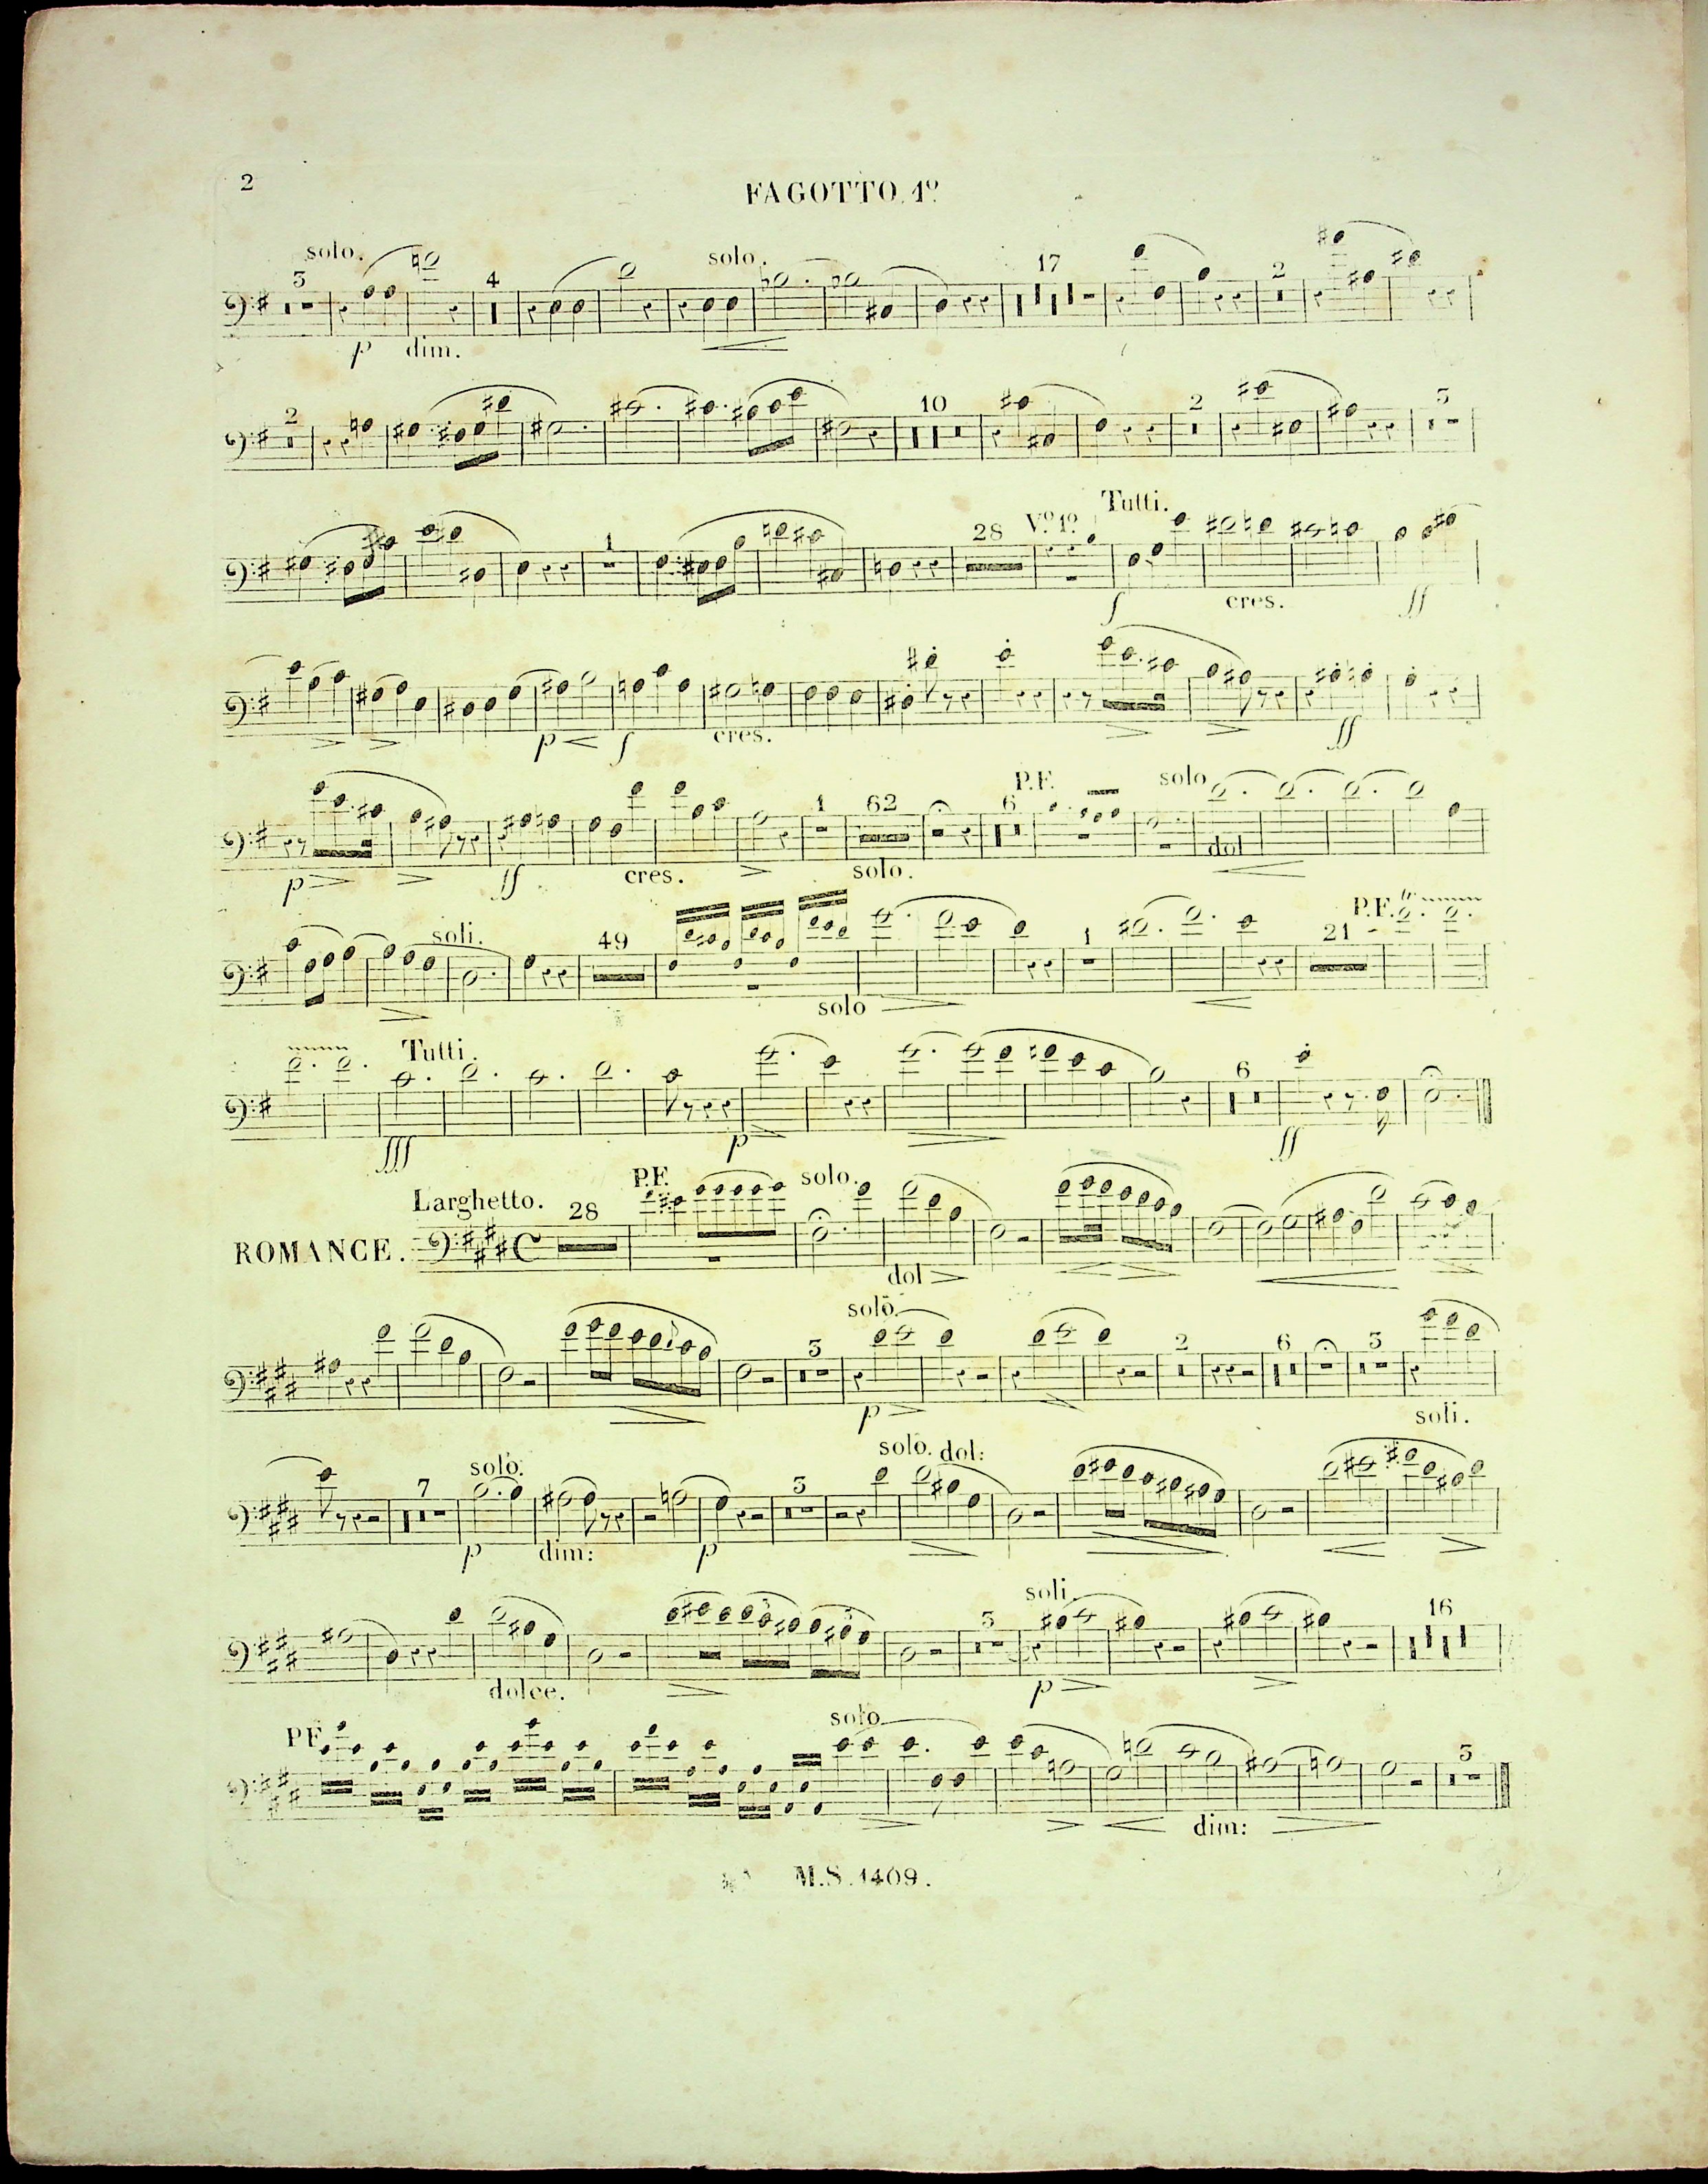 2
FAGOTTO. 1º
solo. solo.
3 4 17 2
p dim.
2 10 2 3
Tutti.
1 28 Vº 1º
f cres. ff
p f cres. ff
P.F. solo
1 62 6
dol
p ff cres. solo.
P.F. tr
soli. 49 1 21
solo
Tutti.
6
fff p ff
Larghetto. P.F. solo.
28
ROMANCE.
dol
solo.
3 2 6 3
p soli.
solo. dol:
7 solo. 3
p dim: p
soli
3 3 3 16
dolce. p
P.F. solo
3
dim:
M.S. 1409.